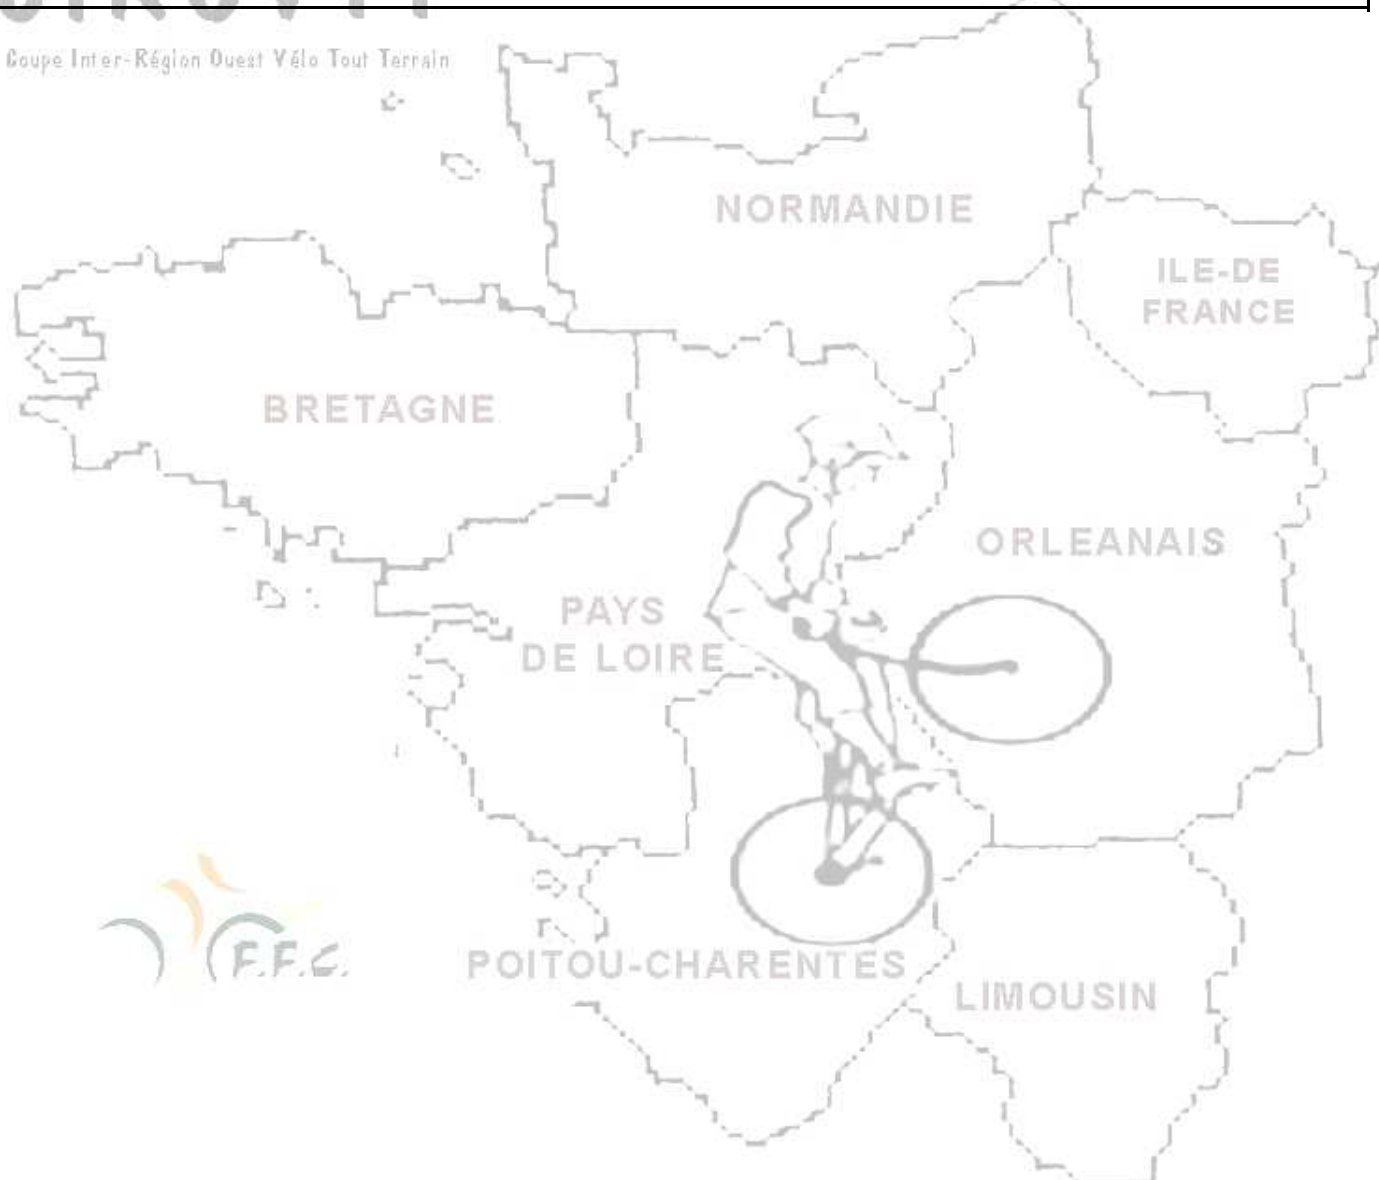 Coupe Inter-Région Ouest Vélo Tout Terrain
NORMANDIE
ILE-DE
FRANCE
BRETAGNE
ORLEANAIS
PAYS
DE LOIRE
POITOU-CHARENTES
F.F.C.
LIMOUSIN